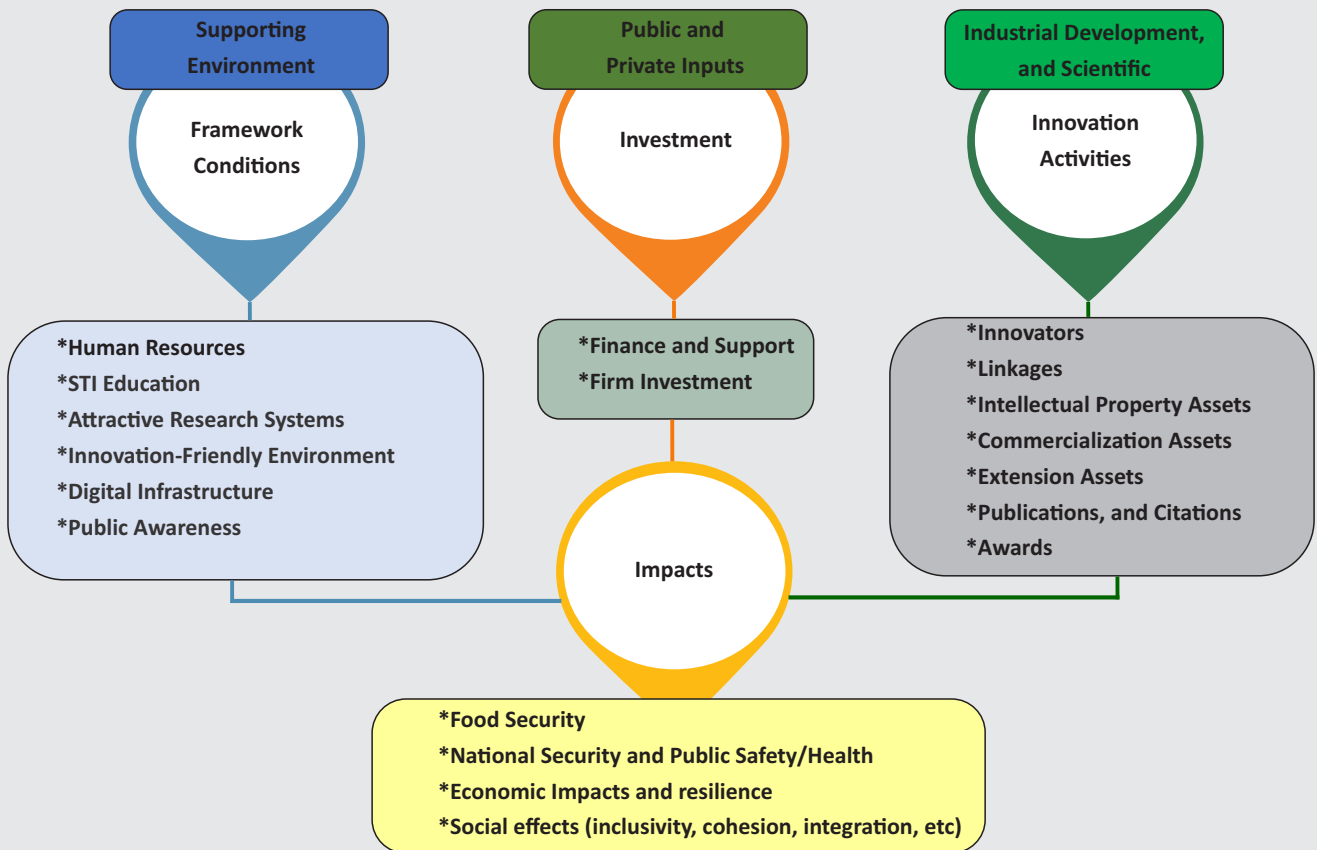 Supporting
Environment
Framework
Conditions
*Human Resources
*STI Education
*Attractive Research Systems
*Innovation-Friendly Environment
*Digital Infrastructure
*Public Awareness
Public and
Private Inputs
Investment
*Finance and Support
*Firm Investment
Industrial Development,
and Scientific
Innovation
Activities
*Innovators
*Linkages
*Intellectual Property Assets
*Commercialization Assets
*Extension Assets
*Publications, and Citations
*Awards
Impacts
*Food Security
*National Security and Public Safety/Health
*Economic Impacts and resilience
*Social effects (inclusivity, cohesion, integration, etc)